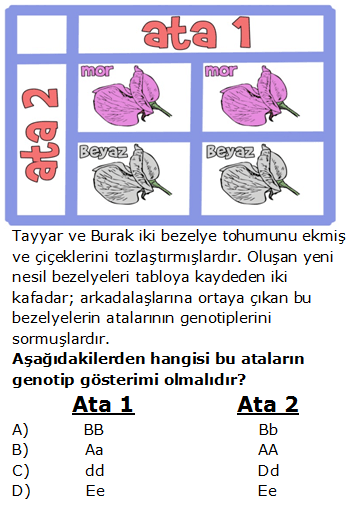 ata 1
ata 2
mor
mor
Beyaz
Beyaz
Tayyar ve Burak iki bezelye tohumunu ekmiş
ve çiçeklerini tozlaştırmışlardır. Oluşan yeni
nesil bezelyeleri tabloya kaydeden iki
kafadar; arkadalaşlarına ortaya çıkan bu
bezelyelerin atalarının genotiplerini
sormuşlardır.
Aşağıdakilerden hangisi bu ataların
genotip gösterimi olmalıdır?
Ata 1 Ata 2
A) BB Bb
B) Aa AA
C) dd Dd
D) Ee Ee